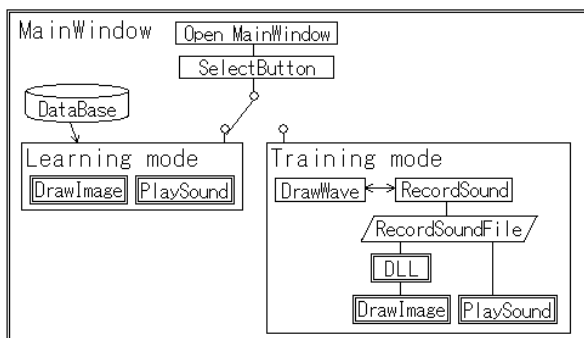 MainWindow
Open MainWindow
SelectButton
DataBase
Learning mode
DrawImage
PlaySound
Training mode
DrawWave
RecordSound
RecordSoundFile
DLL
DrawImage
PlaySound